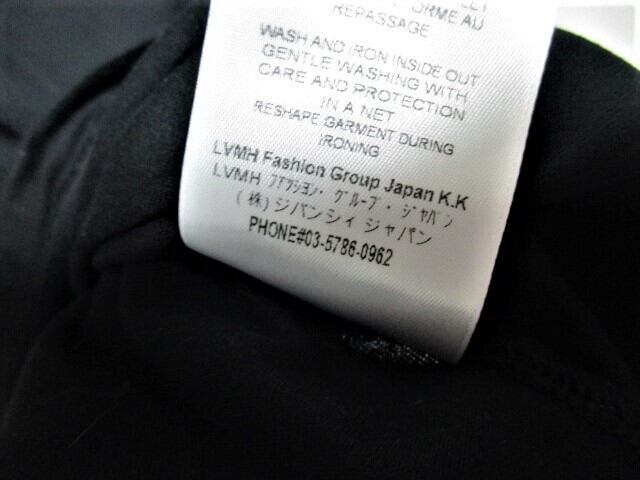 ORME AU
REPASSAGE
WASH AND IRON INSIDE OUT
GENTLE WASHING WITH
CARE AND PROTECTION
IN A NET
RESHAPE GARMENT DURING
IRONING
LVMH Fashion Group Japan K.K
LVMH ファッション・グループ・ジャパン
(株)ジバンシィ ジャパン
PHONE#03-5786-0962